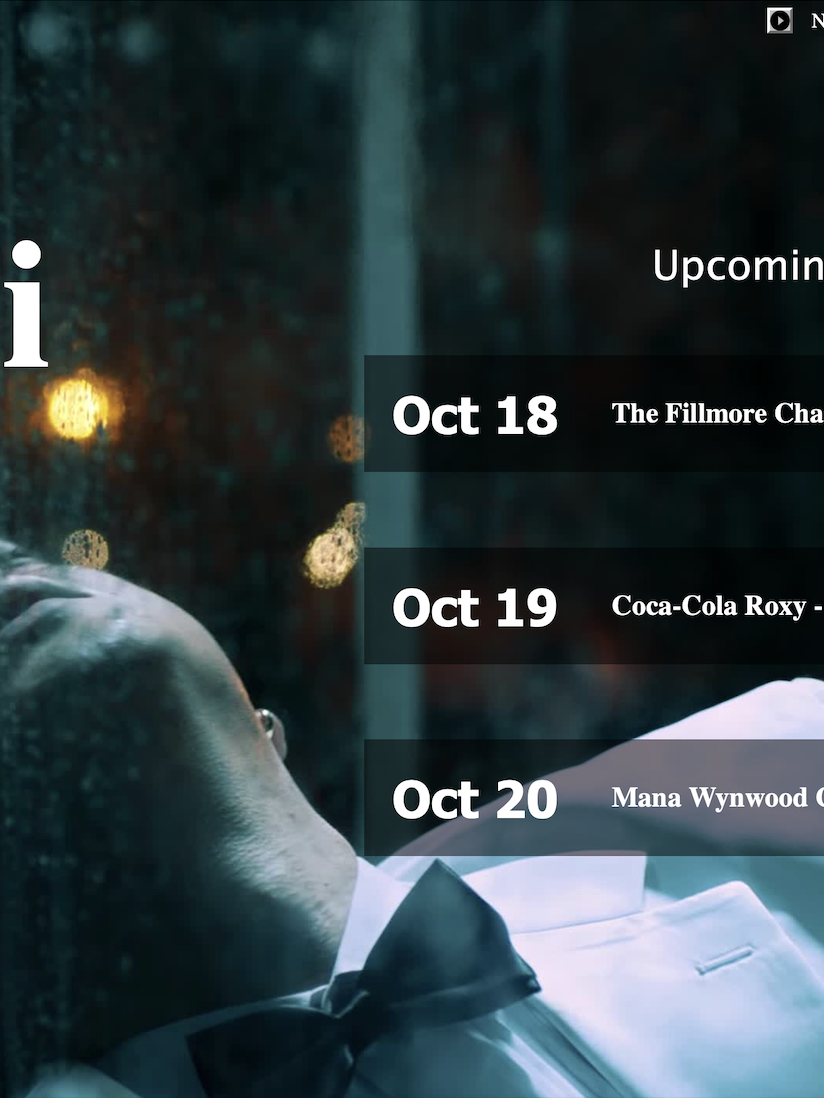 N
i
Upcomin
Oct 18
The Fillmore Cha
Oct 19
Coca-Cola Roxy -
Oct 20
Mana Wynwood C